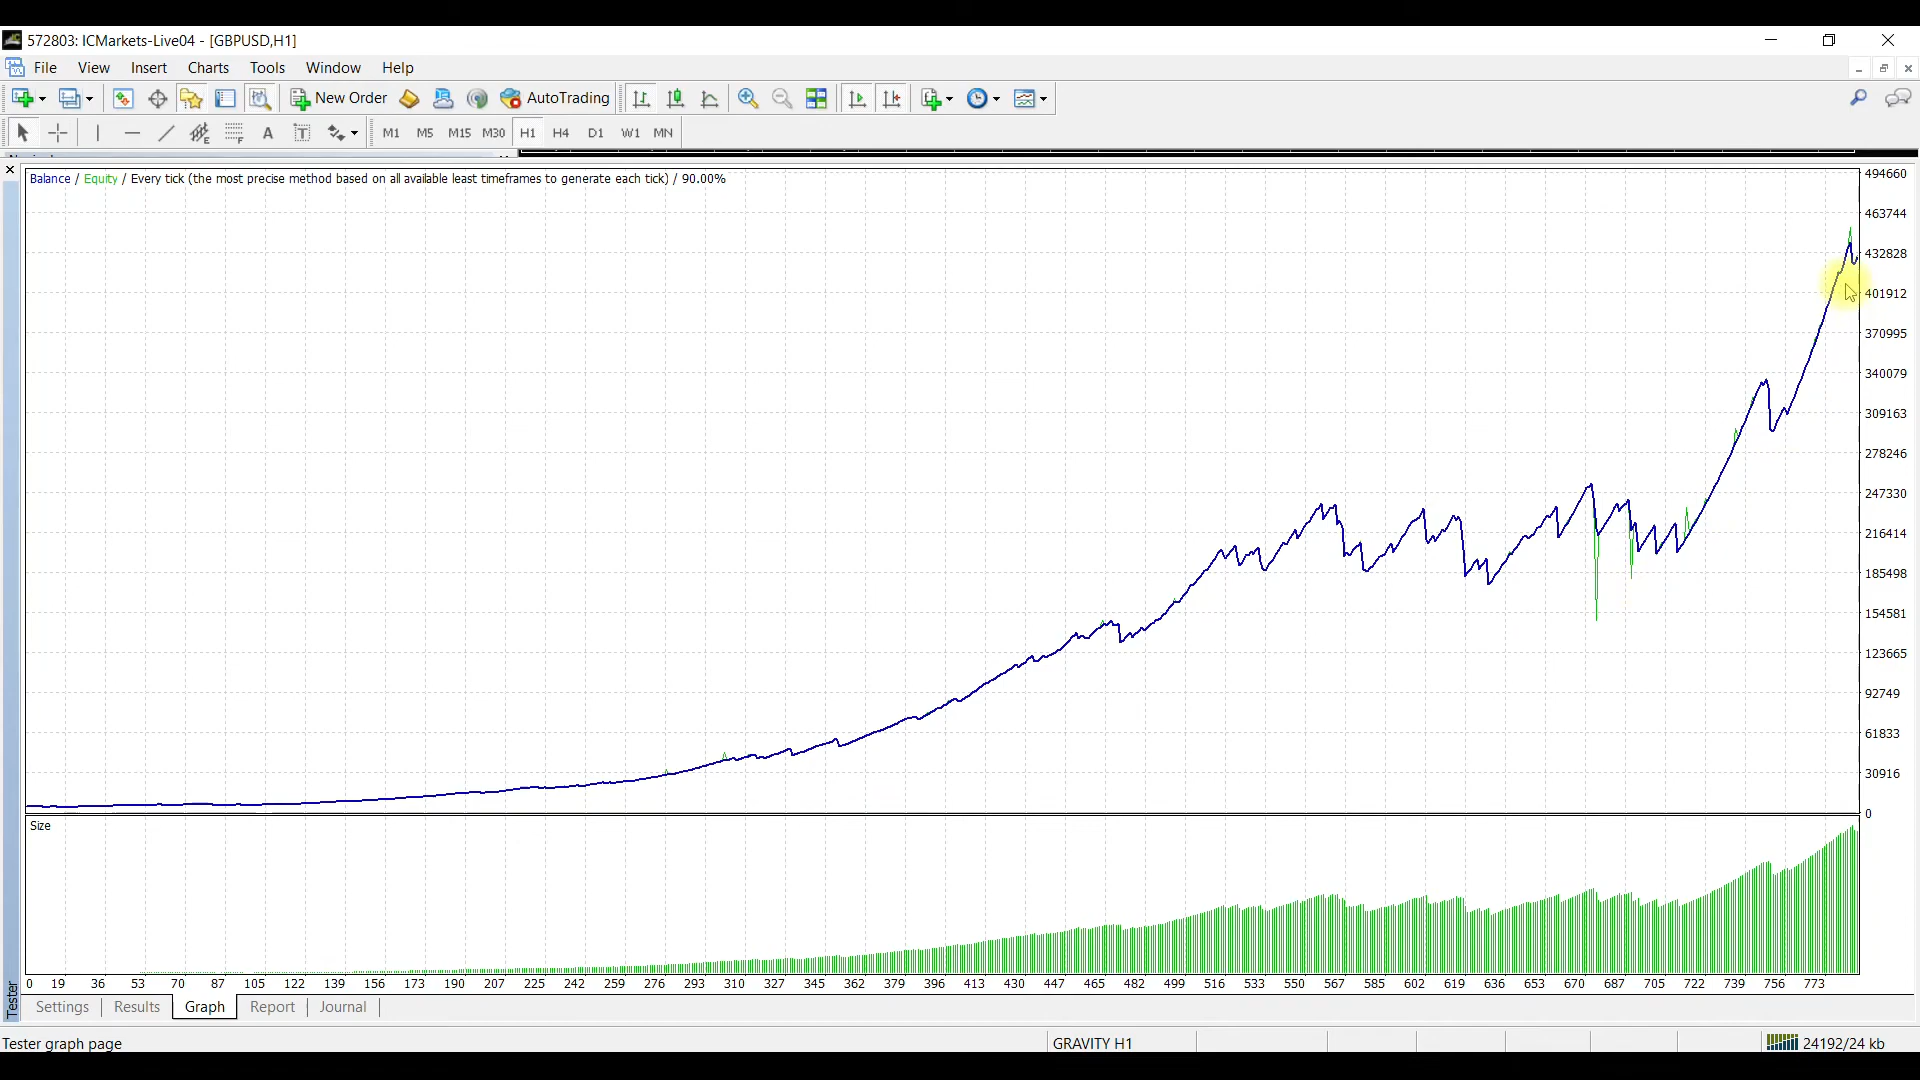 572803: ICMarkets-Live04 - [GBPUSD,H1]
File View Insert Charts Tools Window Help
New Order AutoTrading
A T M1 M5 M15 M30 H1 H4 D1 W1 MN
Balance / Equity / Every tick (the most precise method based on all available least timeframes to generate each tick) / 90.00%
494660
463744
432828
401912
370995
340079
309163
278246
247330
216414
185498
154581
123665
92749
61833
30916
0
Size
0 19 36 53 70 87 105 122 139 156 173 190 207 225 242 259 276 293 310 327 345 362 379 396 413 430 447 465 482 499 516 533 550 567 585 602 619 636 653 670 687 705 722 739 756 773
Tester
Settings Results Graph Report Journal
Tester graph page GRAVITY H1 24192/24 kb